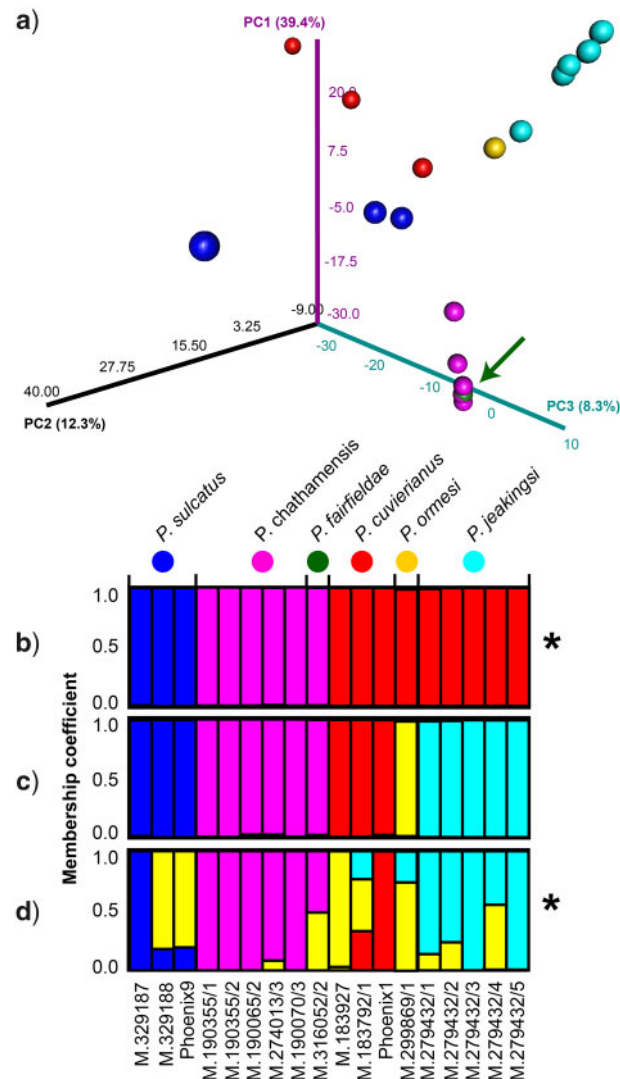 a)
PC1 (39.4%)
20.0
7.5
-5.0
-17.5
-30.0
-9.00
3.25
15.50
27.75
40.00
PC2 (12.3%)
-30
-20
-10
0
10
PC3 (8.3%)
P. sulcatus
P. chathamensis
P. fairfieldae
P. cuvierianus
P. ormesi
P. jeakingsi
Membership coefficient
b)
1.0
0.5
0.0
*
c)
1.0
0.5
0.0
d)
1.0
0.5
0.0
*
M.329187
M.329188
Phoenix9
M.190355/1
M.190355/2
M.190065/2
M.274013/3
M.190070/3
M.316052/2
M.183927
M.183792/1
Phoenix1
M.299869/1
M.279432/1
M.279432/2
M.279432/3
M.279432/4
M.279432/5